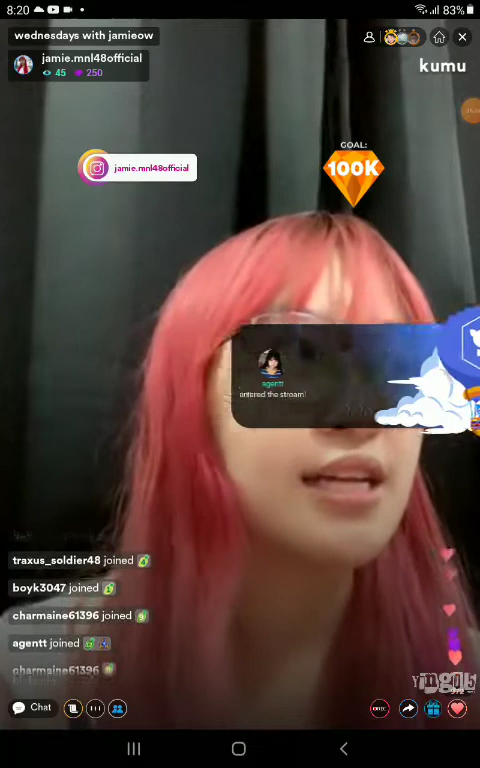 8:20
83%
wednesdays with jamieow
jamie.mnl48official
45 250
kumu
GOAL:
100K
jamie.mnl48official
agentt
entered the stream!
traxus_soldier48 joined
boyk3047 joined
charmaine61396 joined
agentt joined
charmaine61396
Chat